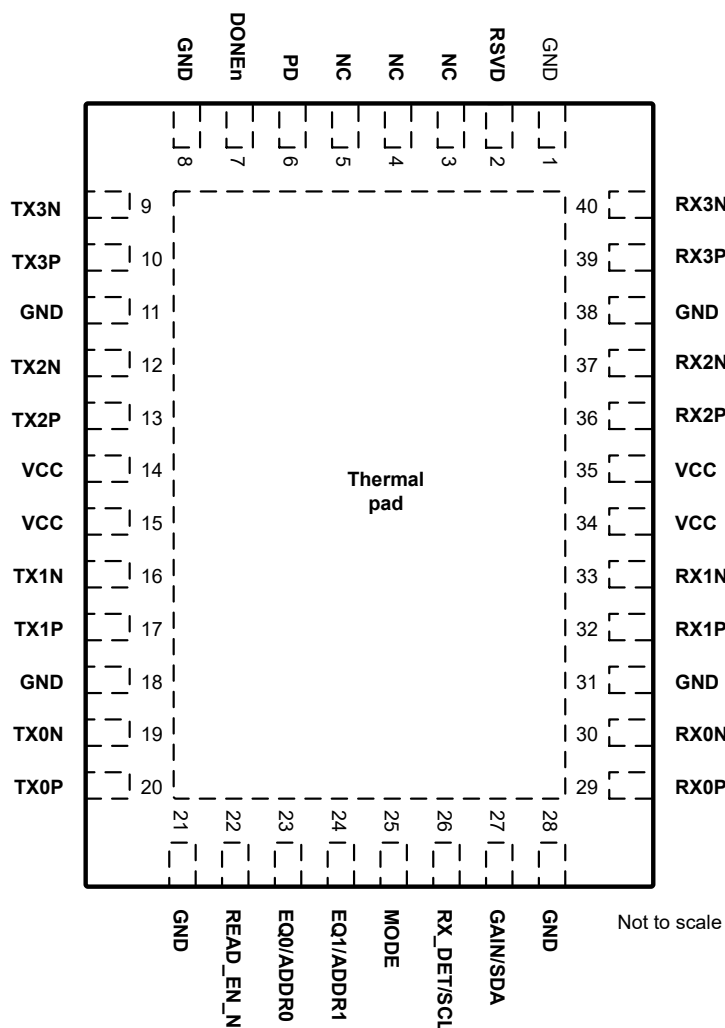 GND
DONEn
PD
NC
NC
NC
RSVD
GND
8
7
6
5
4
3
2
1
TX3N 9
TX3P 10
GND 11
TX2N 12
TX2P 13
VCC 14
VCC 15
TX1N 16
TX1P 17
GND 18
TX0N 19
TX0P 20
Thermal
pad
40 RX3N
39 RX3P
38 GND
37 RX2N
36 RX2P
35 VCC
34 VCC
33 RX1N
32 RX1P
31 GND
30 RX0N
29 RX0P
21
22
23
24
25
26
27
28
GND
READ_EN_N
EQ0/ADDR0
EQ1/ADDR1
MODE
RX_DET/SCL
GAIN/SDA
GND
Not to scale